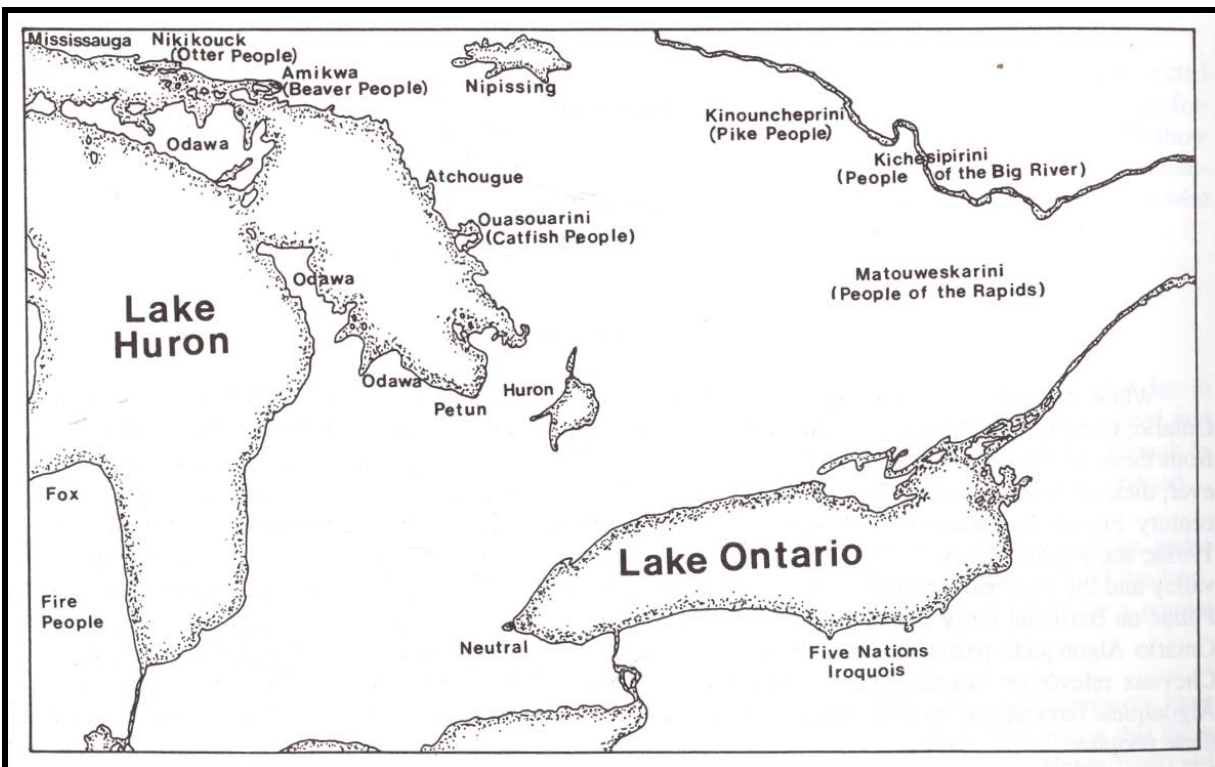 Mississauga
Nikikouck
(Otter People)
Amikwa
(Beaver People)
Nipissing
Kinouncheprini
(Pike People)
Odawa
Kichesipirini
(People of the Big River)
Atchougue
Ouasouarini
(Catfish People)
Odawa
Matouweskarini
(People of the Rapids)
Lake
Huron
Odawa
Huron
Petun
Fox
Lake Ontario
Fire
People
Neutral
Five Nations
Iroquois